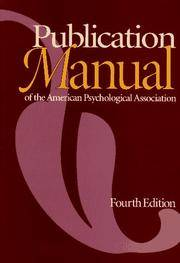 Publication
Manual
of the American Psychological Association
Fourth Edition